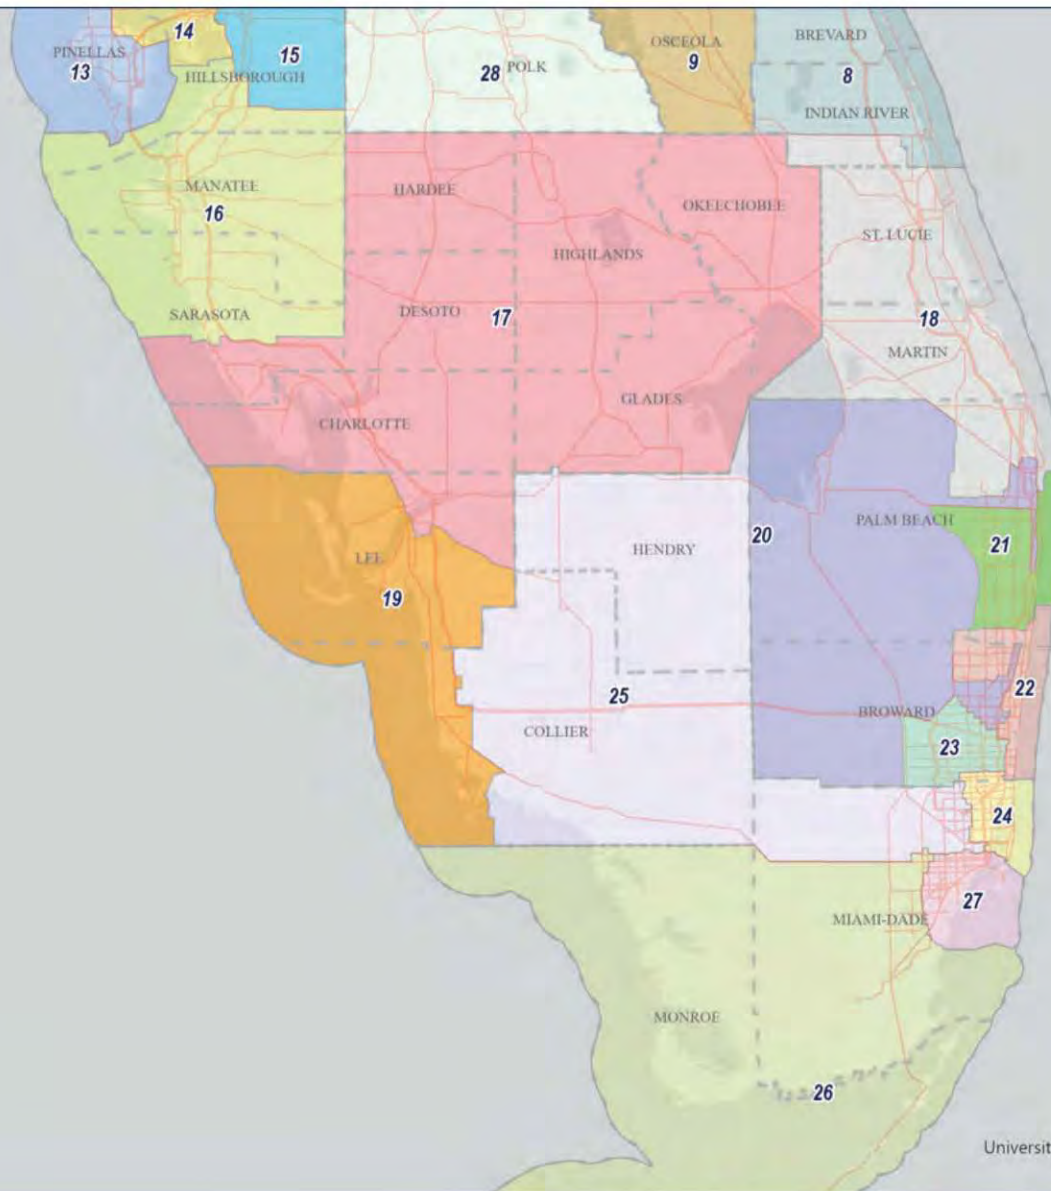 14
PINELLAS
13
15
HILLSBOROUGH
28
POLK
OSCEOLA
9
BREVARD
8
INDIAN RIVER
MANATEE
16
HARDEE
OKEECHOBEE
HIGHLANDS
ST. LUCIE
SARASOTA
DESOTO
17
18
MARTIN
GLADES
CHARLOTTE
PALM BEACH
20
21
HENDRY
LEE
19
25
22
BROWARD
COLLIER
23
24
27
MIAMI-DADE
MONROE
26
Universit